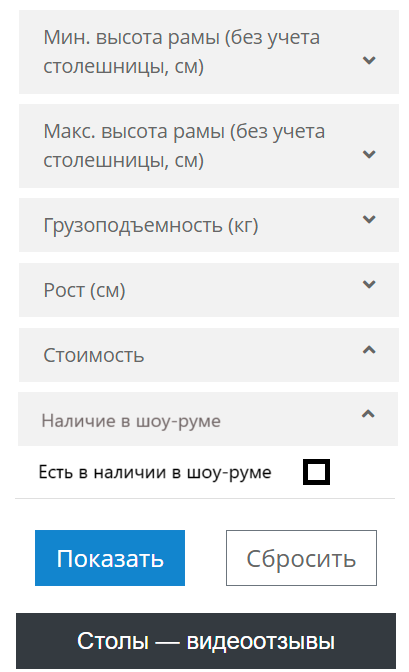 Мин. высота рамы (без учета
столешницы, см)
Макс. высота рамы (без учета
столешницы, см)
Грузоподъемность (кг)
Рост (см)
Стоимость
Наличие в шоу-руме
Есть в наличии в шоу-руме
Показать
Сбросить
Столы — видеоотзывы